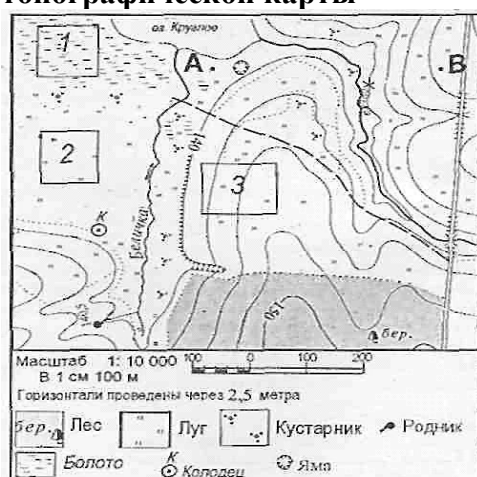 топографической карты
1
оз. Круглое
А
В
2
140
3
К
Беличка
150
бер.
Масштаб 1: 10 000
100 0 100 200
В 1 см 100 м
Горизонтали проведены через 2,5 метра
бер. Лес
Луг
Кустарник
Родник
Болото
К Колодец
Яма